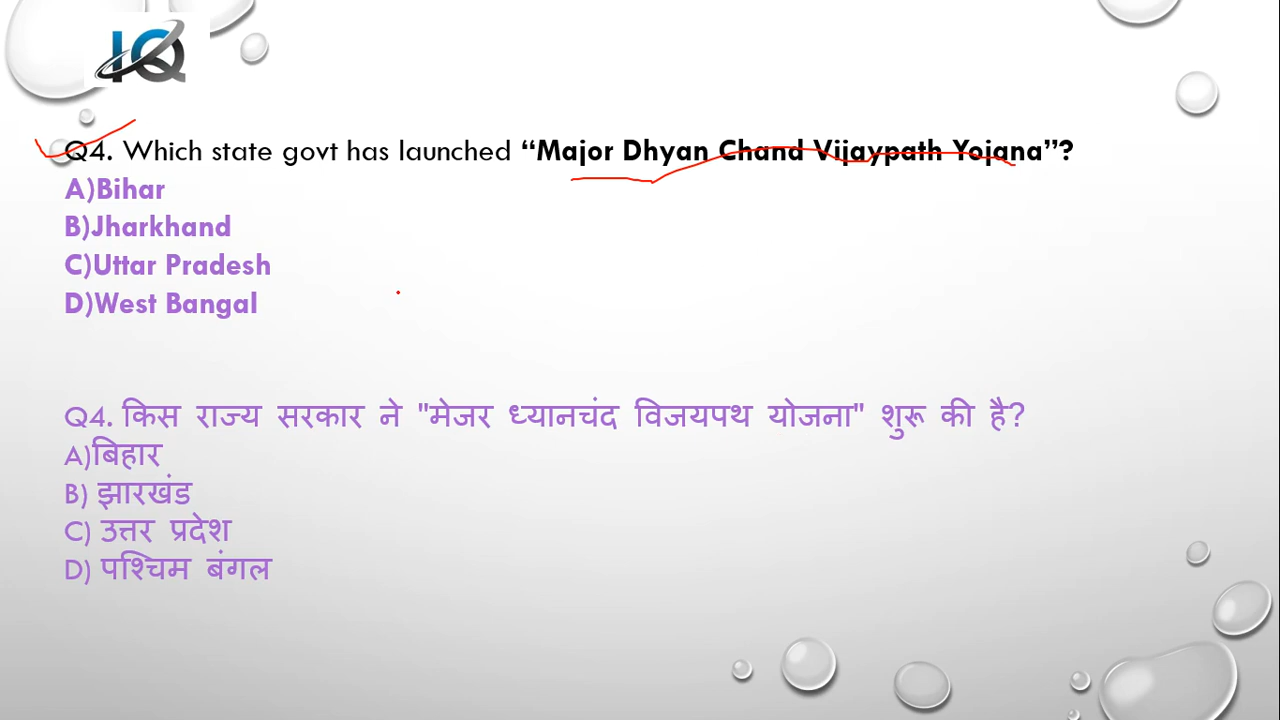 IQ
Q4. Which state govt has launched “Major Dhyan Chand Vijaypath Yojana”?
A)Bihar
B)Jharkhand
C)Uttar Pradesh
D)West Bangal
Q4. किस राज्य सरकार ने "मेजर ध्यानचंद विजयपथ योजना" शुरू की है?
A)बिहार
B) झारखंड
C) उत्तर प्रदेश
D) पश्चिम बंगल